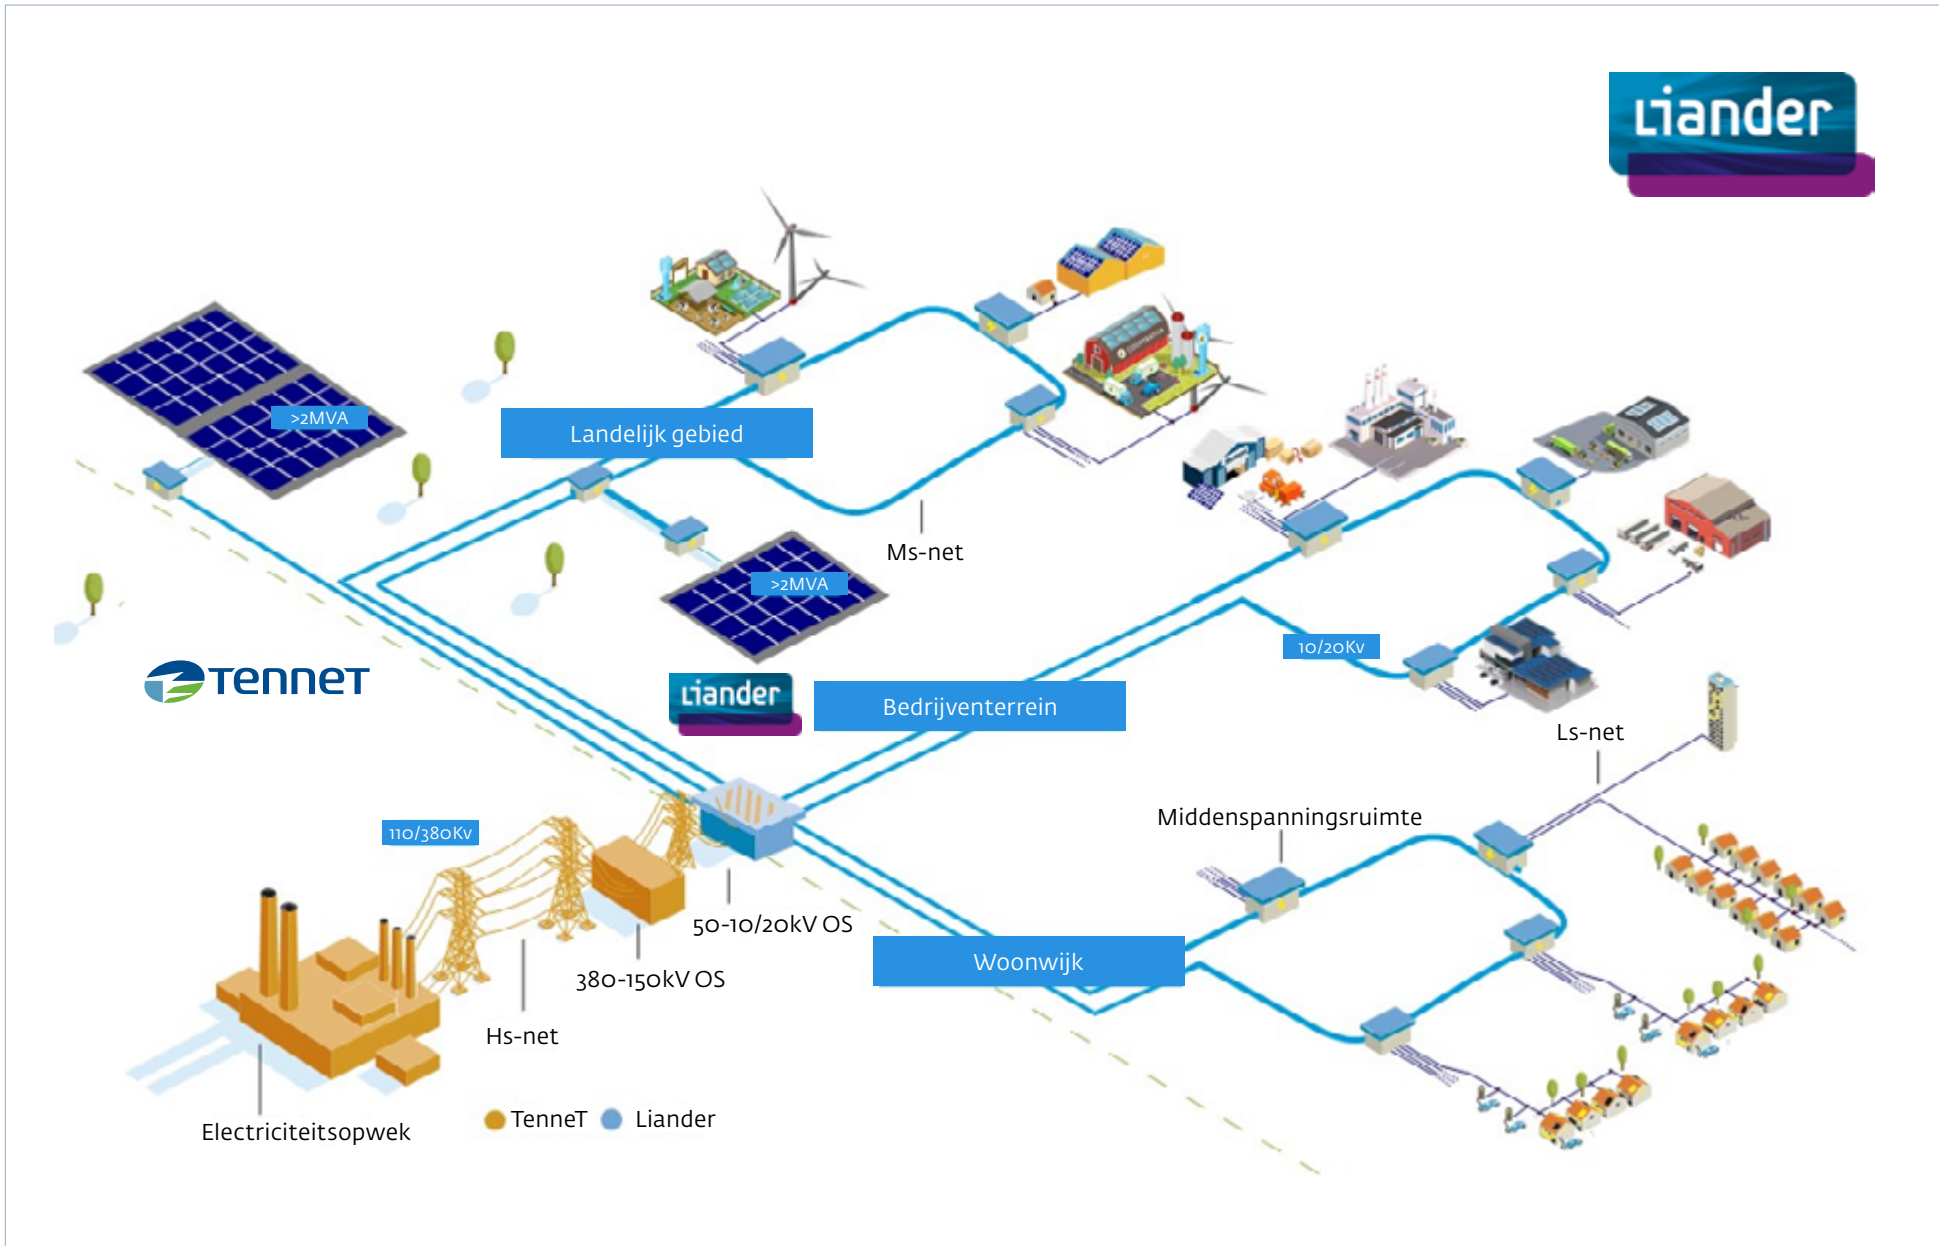 Liander
>2MVA
Landelijk gebied
Ms-net
>2MVA
10/20Kv
TenneT
Liander
Bedrijventerrein
Ls-net
Middenspanningsruimte
110/380Kv
50-10/20kV OS
380-150kV OS
Woonwijk
Hs-net
TenneT
Liander
Electriciteitsopwek